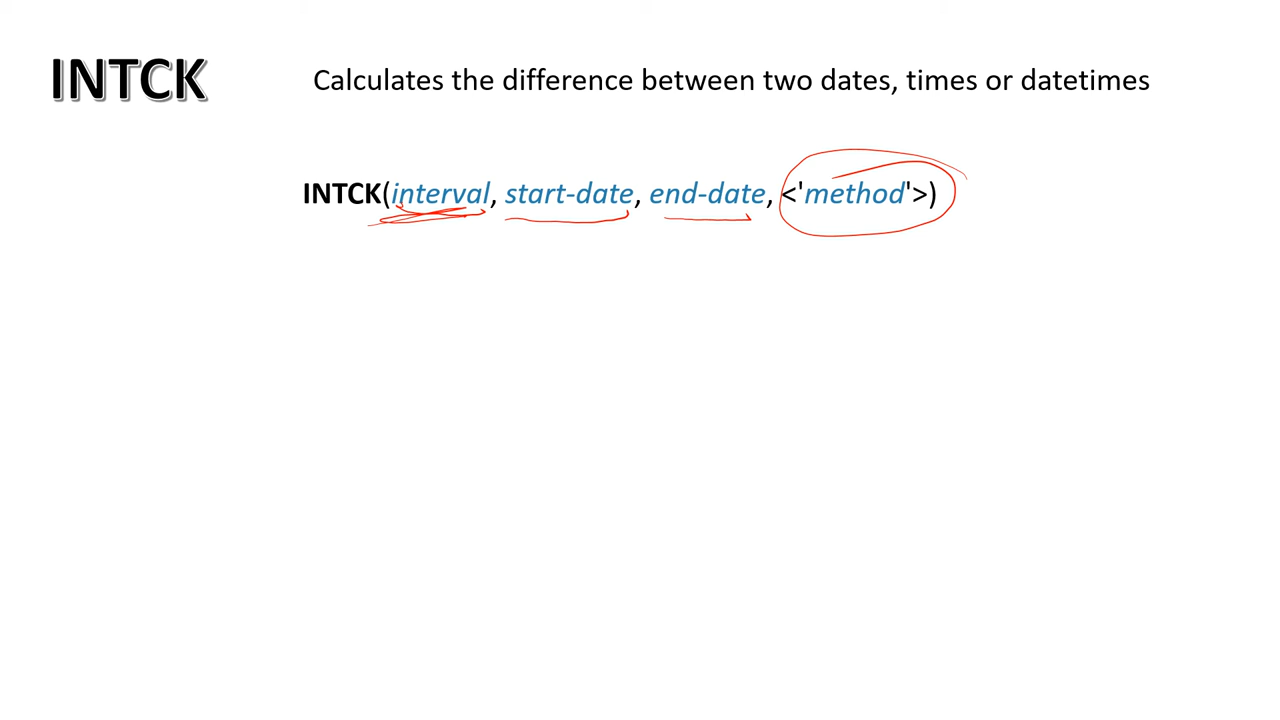 INTCK
Calculates the difference between two dates, times or datetimes
INTCK(interval, start-date, end-date, <'method'>)